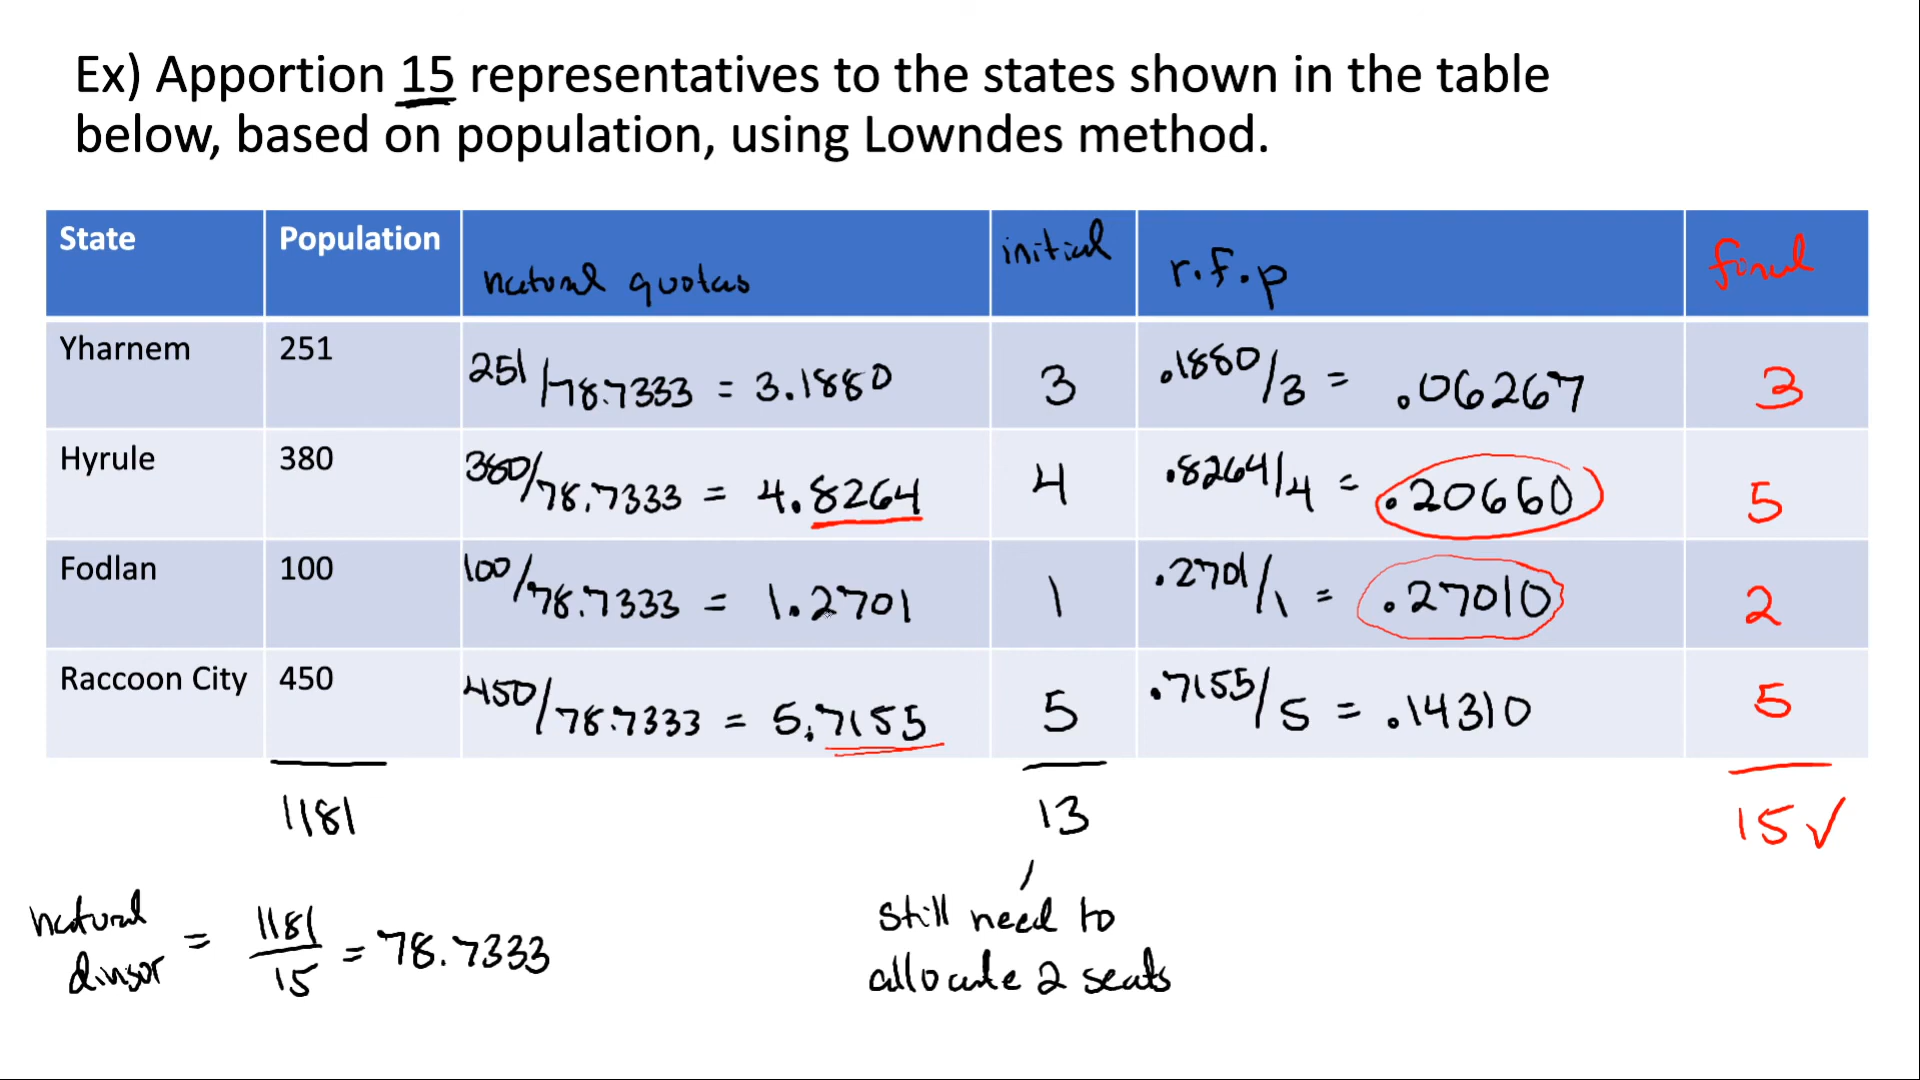 Ex) Apportion 15 representatives to the states shown in the table
below, based on population, using Lowndes method.
State Population natural quotas initial r.f.p final
Yharnem 251 251/78.7333 = 3.1880 3 .1880/3 = .06267 3
Hyrule 380 380/78.7333 = 4.8264 4 .8264/4 = .20660 5
Fodlan 100 100/78.7333 = 1.2701 1 .2701/1 = .27010 2
Raccoon City 450 450/78.7333 = 5.7155 5 .7155/5 = .14310 5
1181 13 15 ✓
natural divisor = 1181/15 = 78.7333
still need to
allocate 2 seats